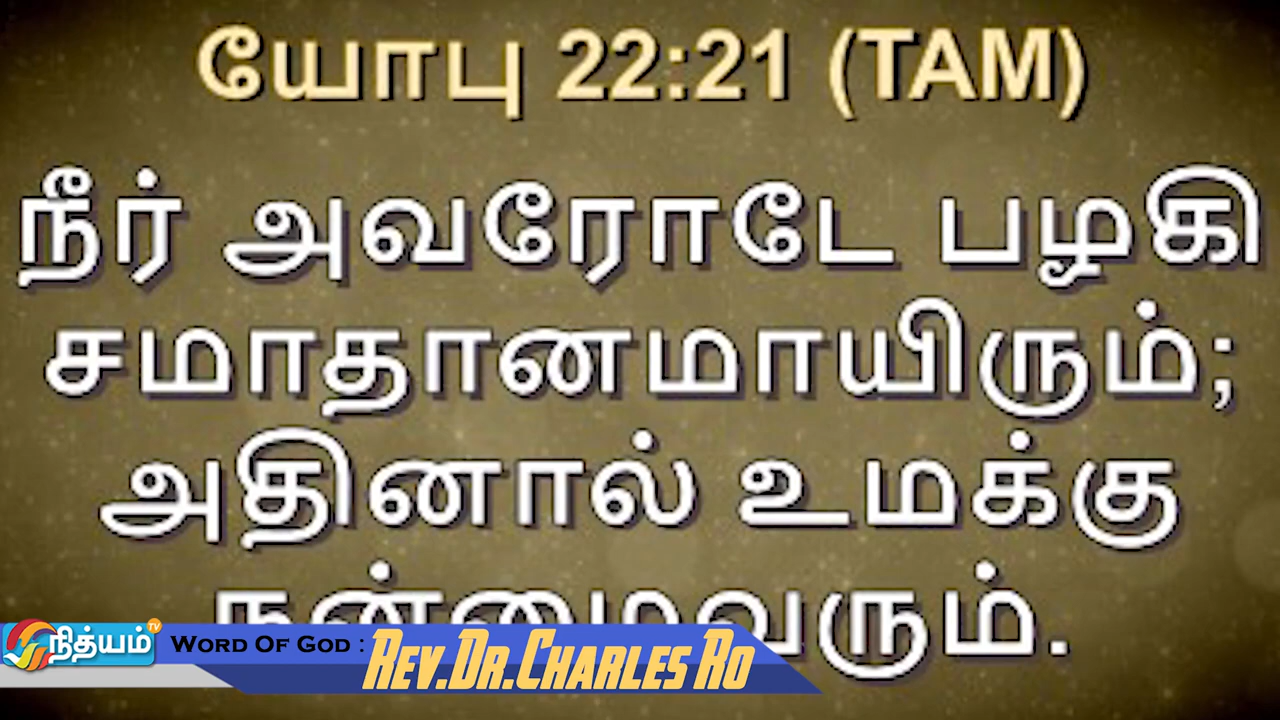 யோபு 22:21 (TAM)
நீர் அவரோடே பழகி
சமாதானமாயிரும்;
அதினால் உமக்கு
நன்மைவரும்.
நித்யம் TV WORD OF GOD : REV.DR.CHARLES RO